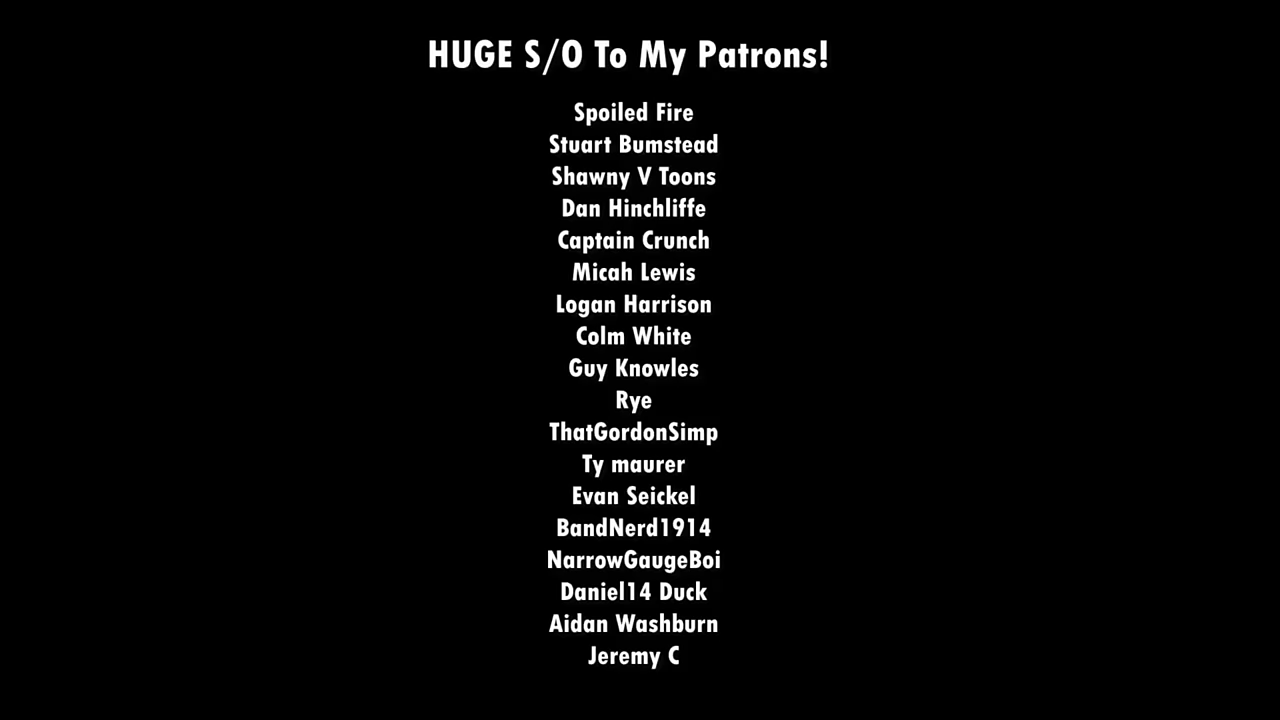 HUGE S/O To My Patrons!
Spoiled Fire
Stuart Bumstead
Shawny V Toons
Dan Hinchliffe
Captain Crunch
Micah Lewis
Logan Harrison
Colm White
Guy Knowles
Rye
ThatGordonSimp
Ty maurer
Evan Seickel
BandNerd1914
NarrowGaugeBoi
Daniel14 Duck
Aidan Washburn
Jeremy C